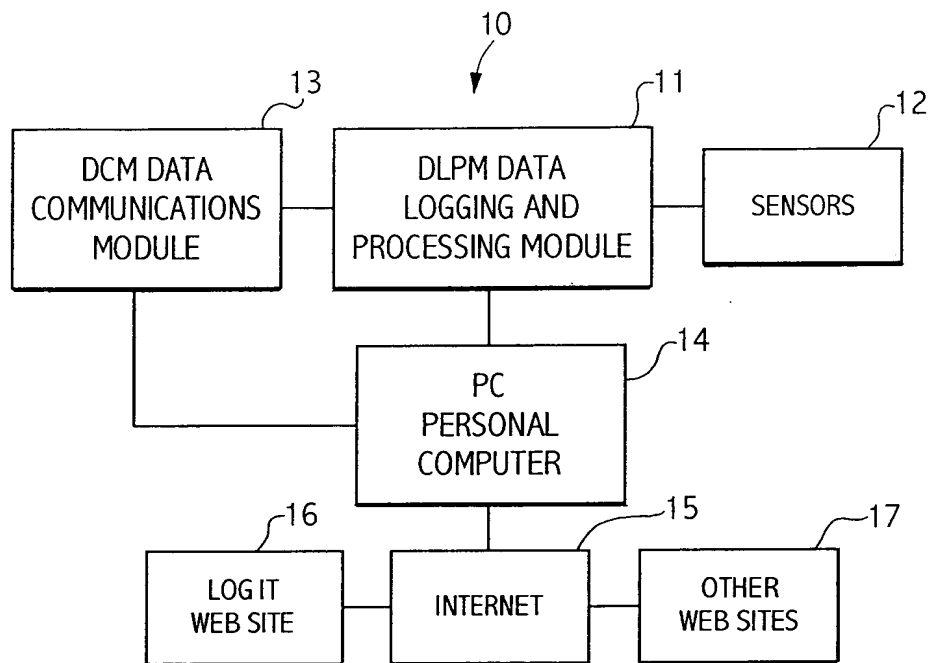 10
13
11
12
DCM DATA
COMMUNICATIONS
MODULE
DLPM DATA
LOGGING AND
PROCESSING MODULE
SENSORS
14
PC
PERSONAL
COMPUTER
16
15
17
LOG IT
WEB SITE
INTERNET
OTHER
WEB SITES